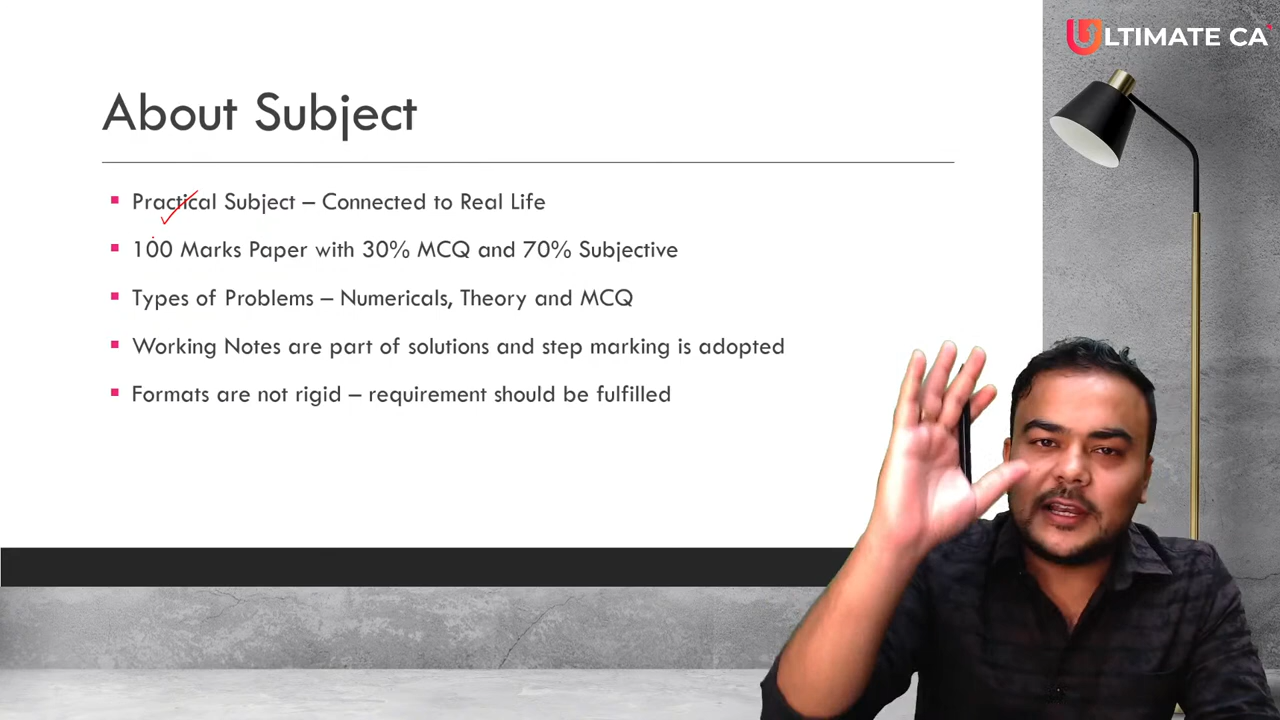 ULTIMATE CA
About Subject
Practical Subject – Connected to Real Life
100 Marks Paper with 30% MCQ and 70% Subjective
Types of Problems – Numericals, Theory and MCQ
Working Notes are part of solutions and step marking is adopted
Formats are not rigid – requirement should be fulfilled